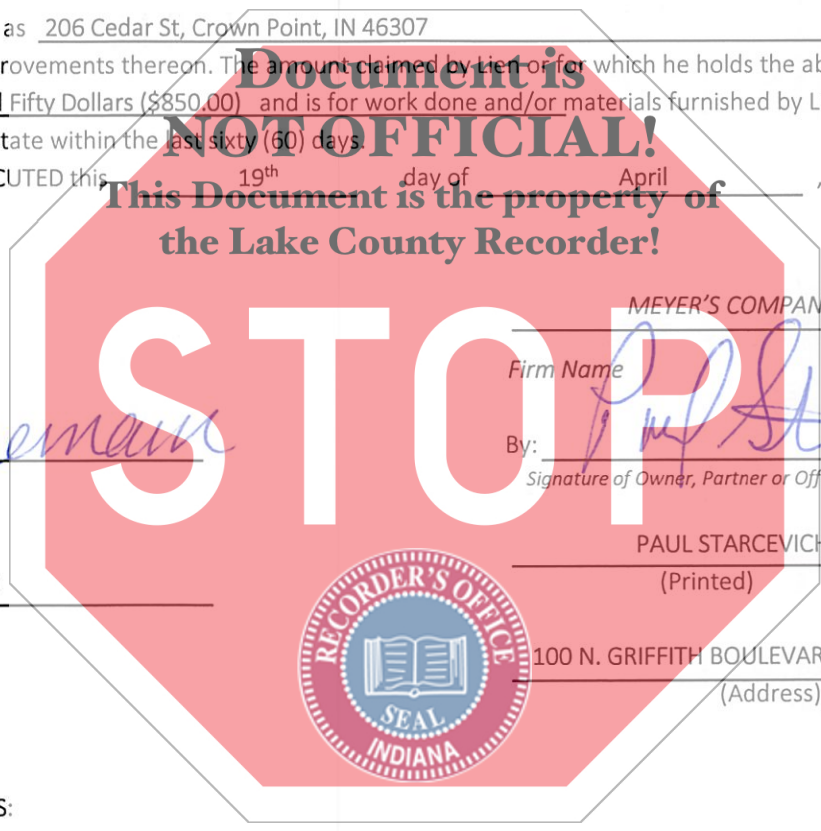 as 206 Cedar St, Crown Point, IN 46307
rovements thereon. The amount claimed by Lien or for which he holds the ab
Document is
Fifty Dollars ($850.00) and is for work done and/or materials furnished by L
NOT OFFICIAL!
tate within the last sixty (60) days.
CUTED this 19th day of April ,
This Document is the property of
the Lake County Recorder!
MEYER'S COMPAN
STOP
Firm Name
emann
By: Paul St
Signature of Owner, Partner or Off
PAUL STARCEVICH
(Printed)
RECORDER'S OFFICE
SEAL
INDIANA
100 N. GRIFFITH BOULEVAR
(Address)
S: